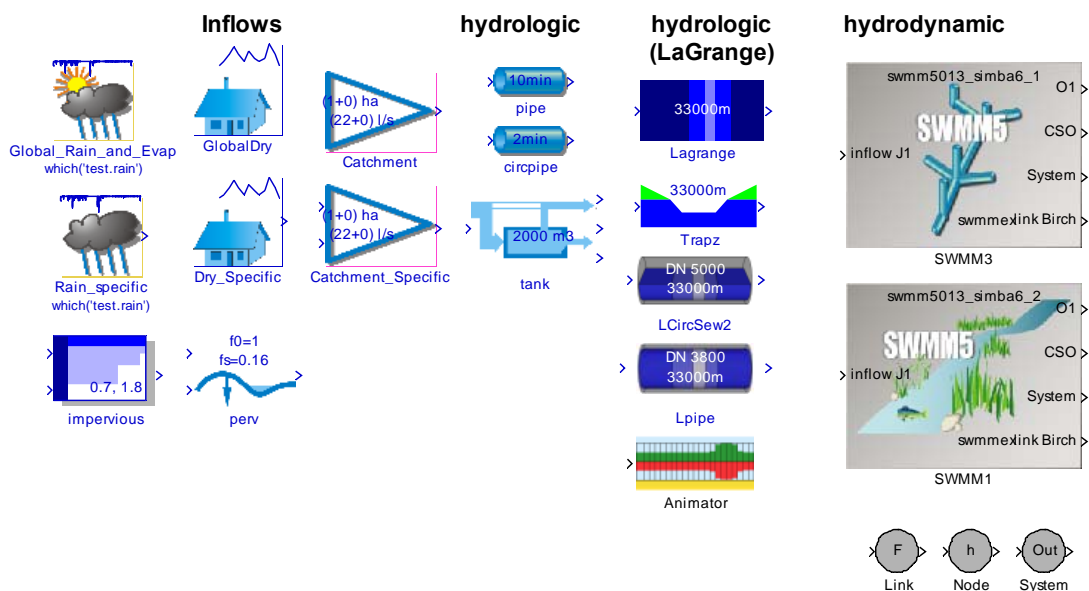 Inflows
hydrologic
hydrologic
(LaGrange)
hydrodynamic
Global_Rain_and_Evap
which('test.rain')
GlobalDry
(1+0) ha
(22+0) l/s
Catchment
10min
pipe
2min
circpipe
33000m
Lagrange
swmm5013_simba6_1
SWMM5
inflow J1
O1
CSO
System
swmmexlink Birch
SWMM3
Rain_specific
which('test.rain')
Dry_Specific
(1+0) ha
(22+0) l/s
Catchment_Specific
2000 m3
tank
33000m
Trapz
DN 5000
33000m
LCircSew2
swmm5013_simba6_2
SWMM5
inflow J1
O1
CSO
System
swmmexlink Birch
SWMM1
0.7, 1.8
impervious
f0=1
fs=0.16
perv
DN 3800
33000m
Lpipe
Animator
F
Link
h
Node
Out
System